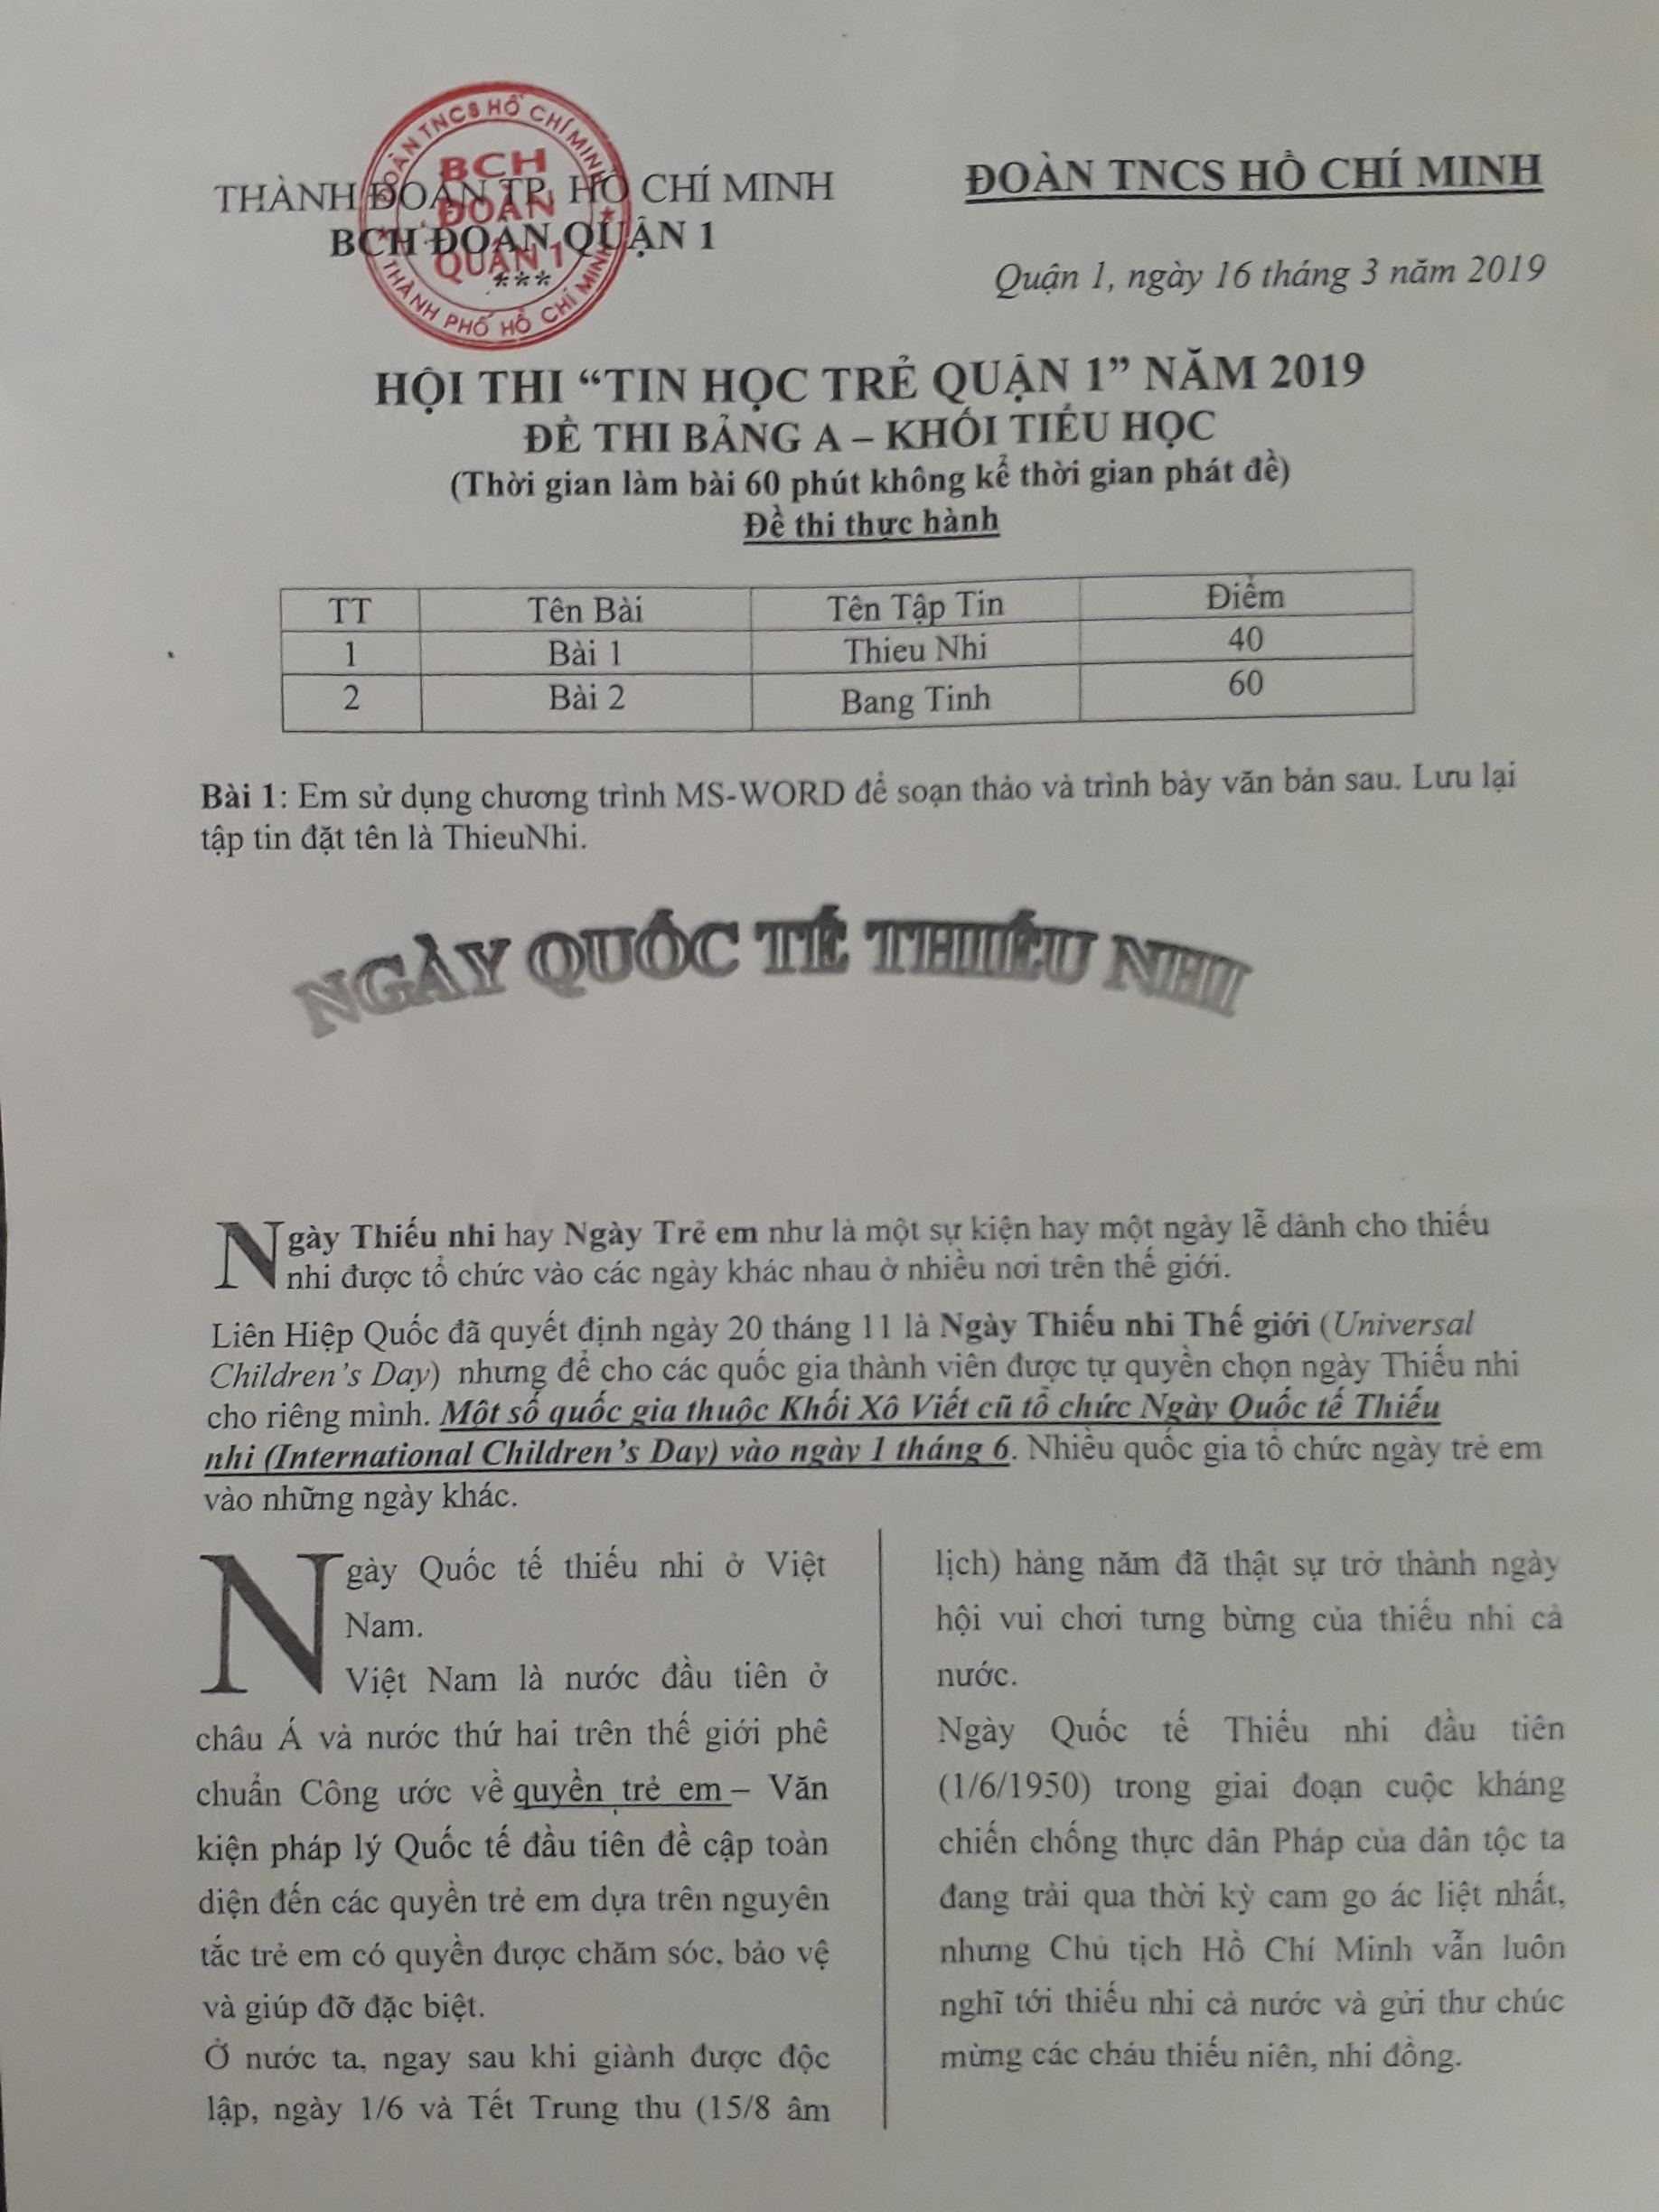 THÀNH ĐOÀN TP. HỒ CHÍ MINH
BCH ĐOÀN QUẬN 1
***
ĐOÀN TNCS HỒ CHÍ MINH
BCH
ĐOÀN
QUẬN 1
THÀNH PHỐ HỒ CHÍ MINH
ĐOÀN TNCS HỒ CHÍ MINH
Quận 1, ngày 16 tháng 3 năm 2019
HỘI THI “TIN HỌC TRẺ QUẬN 1” NĂM 2019
ĐỀ THI BẢNG A – KHỐI TIỂU HỌC
(Thời gian làm bài 60 phút không kể thời gian phát đề)
Đề thi thực hành
TT Tên Bài Tên Tập Tin Điểm
1 Bài 1 Thieu Nhi 40
2 Bài 2 Bang Tinh 60
Bài 1: Em sử dụng chương trình MS-WORD để soạn thảo và trình bày văn bản sau. Lưu lại
tập tin đặt tên là ThieuNhi.
NGÀY QUỐC TẾ THIẾU NHI
Ngày Thiếu nhi hay Ngày Trẻ em như là một sự kiện hay một ngày lễ dành cho thiếu
nhi được tổ chức vào các ngày khác nhau ở nhiều nơi trên thế giới.
Liên Hiệp Quốc đã quyết định ngày 20 tháng 11 là Ngày Thiếu nhi Thế giới (Universal
Children’s Day) nhưng để cho các quốc gia thành viên được tự quyền chọn ngày Thiếu nhi
cho riêng mình. Một số quốc gia thuộc Khối Xô Viết cũ tổ chức Ngày Quốc tế Thiếu
nhi (International Children’s Day) vào ngày 1 tháng 6. Nhiều quốc gia tổ chức ngày trẻ em
vào những ngày khác.
Ngày Quốc tế thiếu nhi ở Việt
Nam.
Việt Nam là nước đầu tiên ở
châu Á và nước thứ hai trên thế giới phê
chuẩn Công ước về quyền trẻ em – Văn
kiện pháp lý Quốc tế đầu tiên đề cập toàn
diện đến các quyền trẻ em dựa trên nguyên
tắc trẻ em có quyền được chăm sóc, bảo vệ
và giúp đỡ đặc biệt.
Ở nước ta, ngay sau khi giành được độc
lập, ngày 1/6 và Tết Trung thu (15/8 âm
lịch) hàng năm đã thật sự trở thành ngày
hội vui chơi tưng bừng của thiếu nhi cả
nước.
Ngày Quốc tế Thiếu nhi đầu tiên
(1/6/1950) trong giai đoạn cuộc kháng
chiến chống thực dân Pháp của dân tộc ta
đang trải qua thời kỳ cam go ác liệt nhất,
nhưng Chủ tịch Hồ Chí Minh vẫn luôn
nghĩ tới thiếu nhi cả nước và gửi thư chúc
mừng các cháu thiếu niên, nhi đồng.